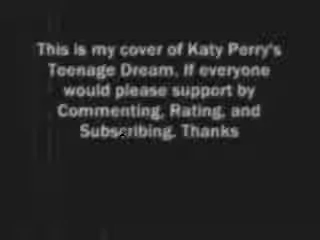 This is my cover of Katy Perry's
Teenage Dream. If everyone
would please support by
Commenting, Rating, and
Subscribing. Thanks